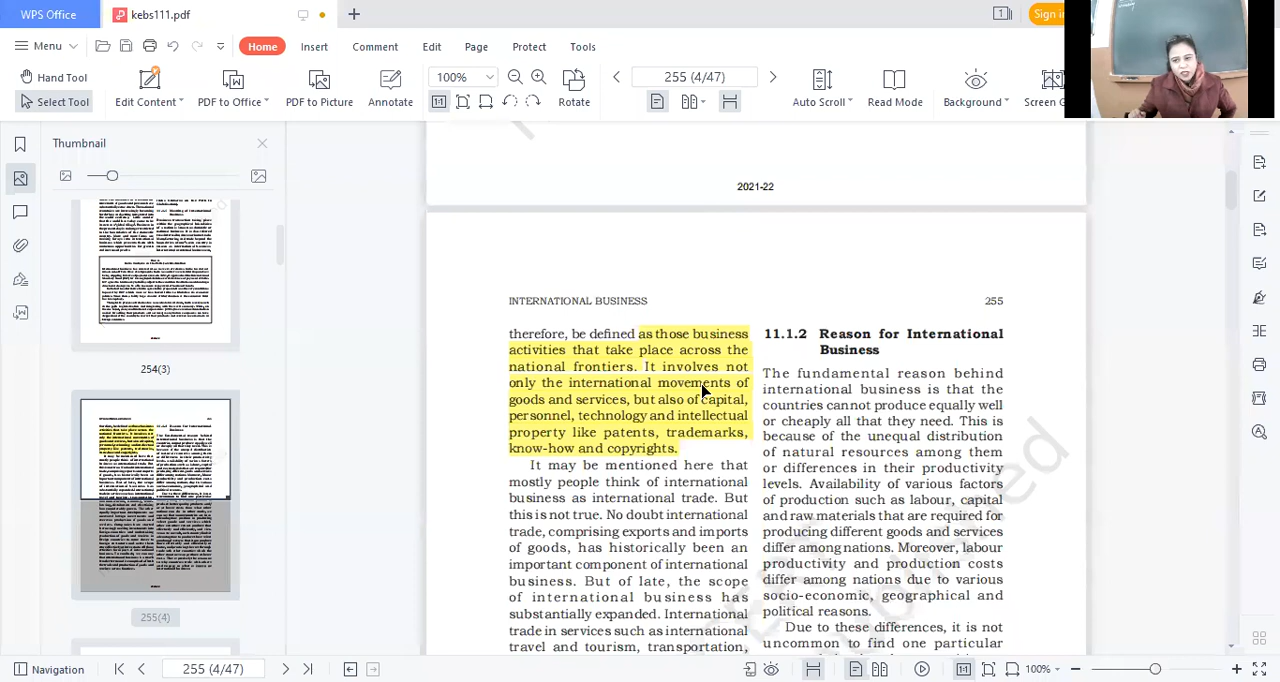 WPS Office
kebs111.pdf
1
Sign in
Menu
Home
Insert
Comment
Edit
Page
Protect
Tools
Hand Tool
Select Tool
Edit Content
PDF to Office
PDF to Picture
Annotate
100%
1:1
Rotate
255 (4/47)
Auto Scroll
Read Mode
Background
Screen G
Thumbnail
254(3)
255(4)
2021-22
INTERNATIONAL BUSINESS
255
therefore, be defined as those business
activities that take place across the
national frontiers. It involves not
only the international movements of
goods and services, but also of capital,
personnel, technology and intellectual
property like patents, trademarks,
know-how and copyrights.
It may be mentioned here that
mostly people think of international
business as international trade. But
this is not true. No doubt international
trade, comprising exports and imports
of goods, has historically been an
important component of international
business. But of late, the scope
of international business has
substantially expanded. International
trade in services such as international
travel and tourism, transportation,
11.1.2 Reason for International
Business
The fundamental reason behind
international business is that the
countries cannot produce equally well
or cheaply all that they need. This is
because of the unequal distribution
of natural resources among them
or differences in their productivity
levels. Availability of various factors
of production such as labour, capital
and raw materials that are required for
producing different goods and services
differ among nations. Moreover, labour
productivity and production costs
differ among nations due to various
socio-economic, geographical and
political reasons.
Due to these differences, it is not
uncommon to find one particular
Navigation
255 (4/47)
1:1
100%